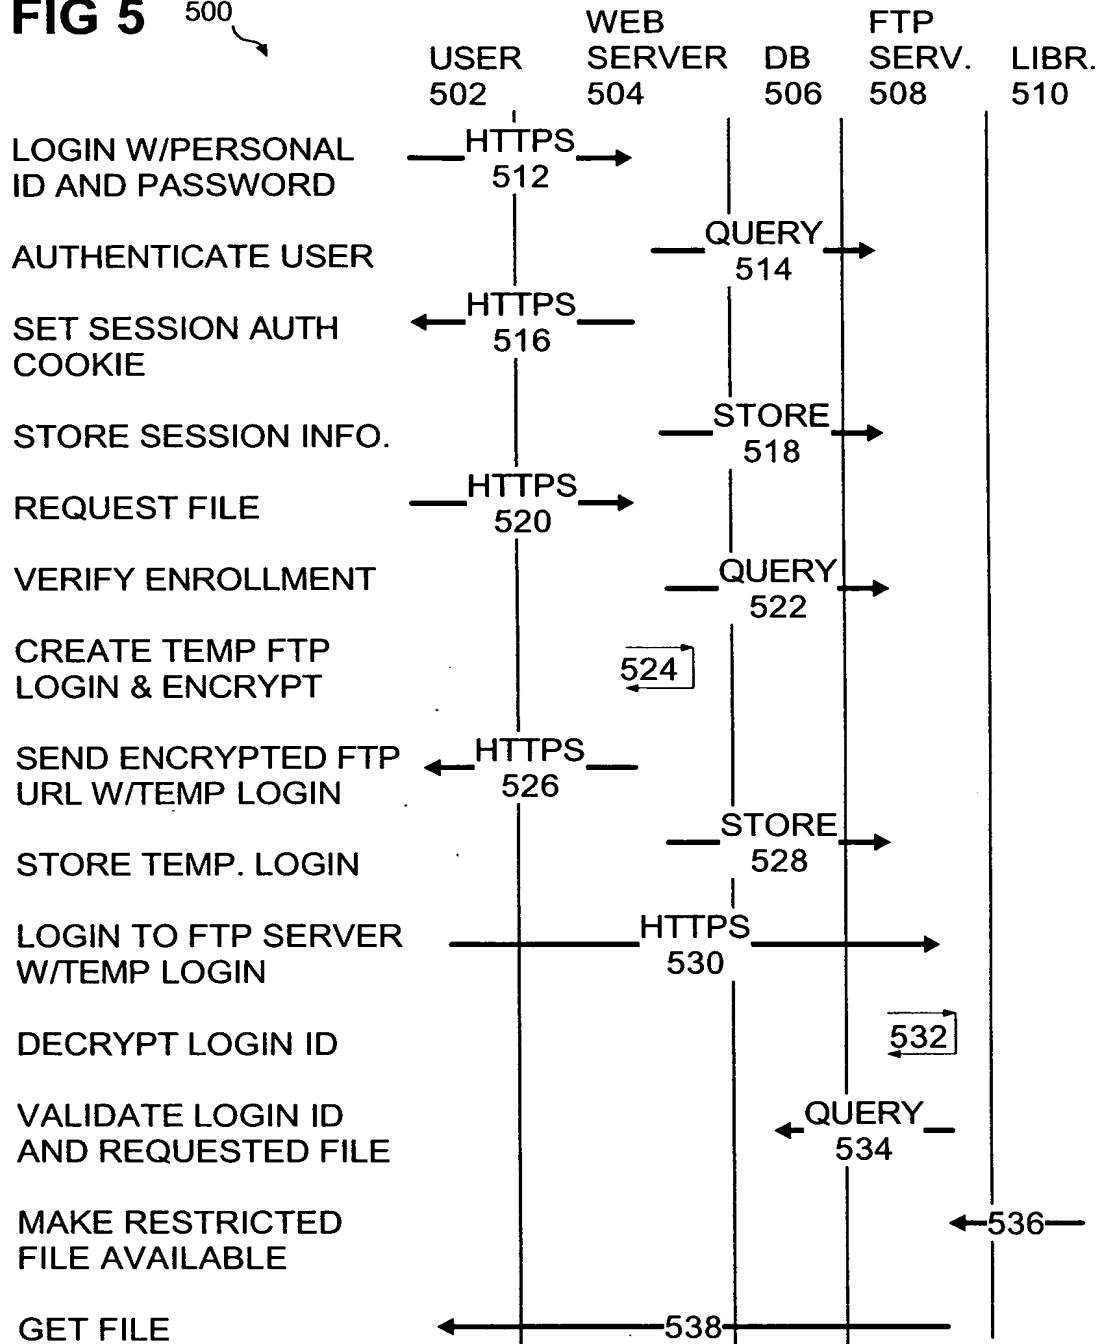 FIG 5 500
WEB FTP
USER SERVER DB SERV. LIBR.
502 504 506 508 510
LOGIN W/PERSONAL HTTPS
ID AND PASSWORD 512
AUTHENTICATE USER QUERY
514
SET SESSION AUTH HTTPS
COOKIE 516
STORE SESSION INFO. STORE
518
REQUEST FILE HTTPS
520
VERIFY ENROLLMENT QUERY
522
CREATE TEMP FTP 524
LOGIN & ENCRYPT
SEND ENCRYPTED FTP HTTPS
URL W/TEMP LOGIN 526
STORE TEMP. LOGIN STORE
528
LOGIN TO FTP SERVER HTTPS
W/TEMP LOGIN 530
DECRYPT LOGIN ID 532
VALIDATE LOGIN ID QUERY
AND REQUESTED FILE 534
MAKE RESTRICTED 536
FILE AVAILABLE
GET FILE 538